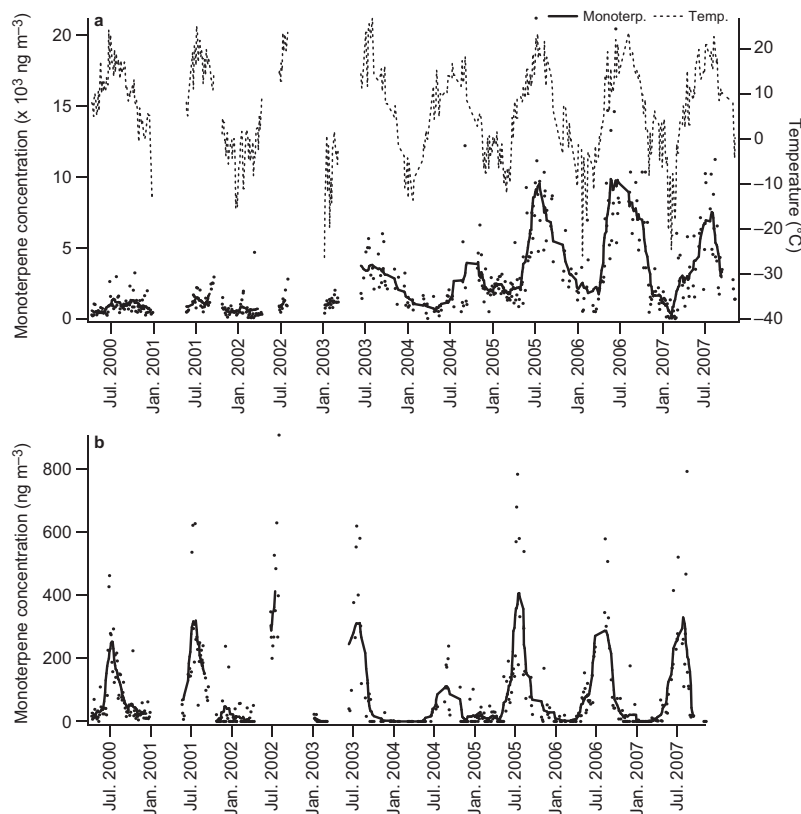 a
Monoterp.
Temp.
Monoterpene concentration (x 10³ ng m–3)
20
15
10
5
0
Temperature (°C)
20
10
0
–10
–20
–30
–40
Jul. 2000
Jan. 2001
Jul. 2001
Jan. 2002
Jul. 2002
Jan. 2003
Jul. 2003
Jan. 2004
Jul. 2004
Jan. 2005
Jul. 2005
Jan. 2006
Jul. 2006
Jan. 2007
Jul. 2007
b
Monoterpene concentration (ng m–3)
800
600
400
200
0
Jul. 2000
Jan. 2001
Jul. 2001
Jan. 2002
Jul. 2002
Jan. 2003
Jul. 2003
Jan. 2004
Jul. 2004
Jan. 2005
Jul. 2005
Jan. 2006
Jul. 2006
Jan. 2007
Jul. 2007